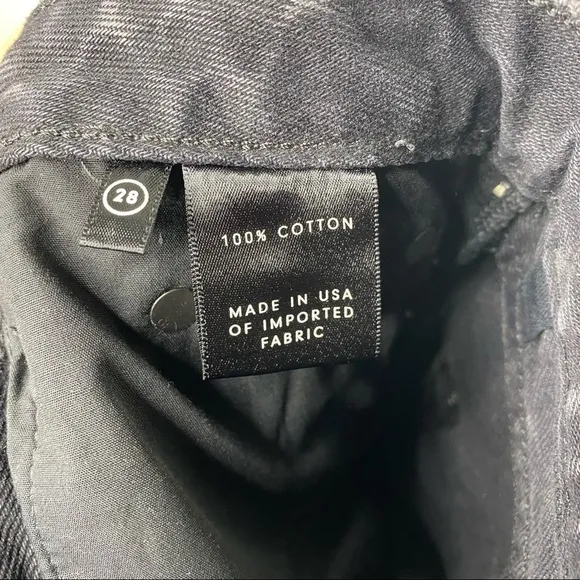 28
100% COTTON
MADE IN USA
OF IMPORTED
FABRIC